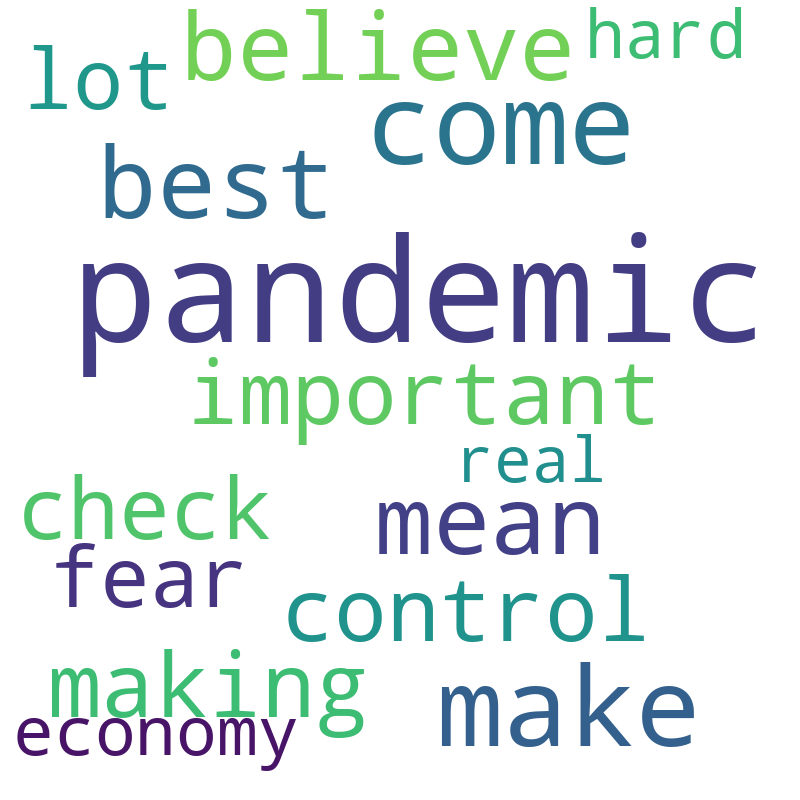 believe
hard
lot
come
best
pandemic
important
real
check
mean
fear
control
making
make
economy